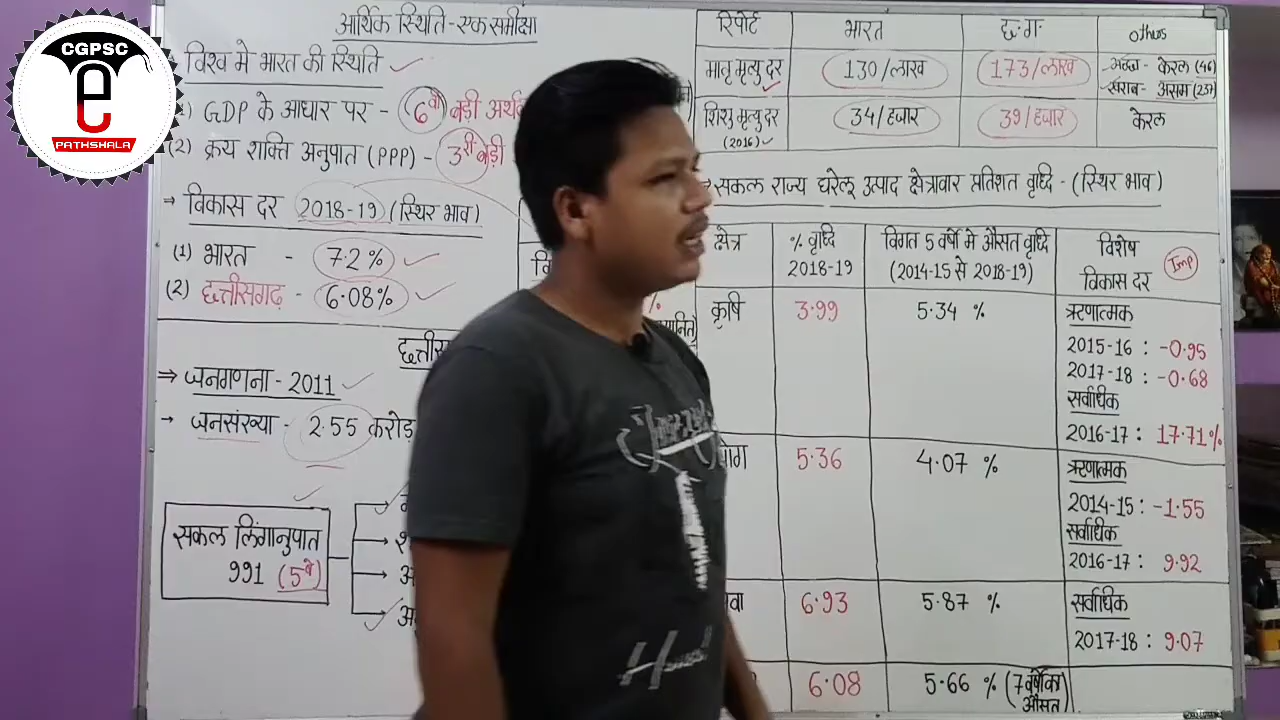 CGPSC
e
PATHSHALA
आर्थिक स्थिति - एक समीक्षा
विश्व मे भारत की स्थिति
(1) GDP के आधार पर - 6वी बड़ी
(2) क्रय शक्ति अनुपात (PPP) - 3री बड़ी
→ विकास दर 2018-19 (स्थिर भाव)
(1) भारत - 7.2%
(2) छत्तीसगढ़ - 6.08%
⇒ जनगणना - 2011
→ जनसंख्या - 2.55 करोड़
सकल लिंगानुपात
991 (5वे)
रिपोर्ट भारत छ.ग. others
मातृ मृत्यु दर 130/लाख 173/लाख अच्छा - केरल (46)
खराब - असम (237)
शिशु मृत्यु दर 34/हजार 39/हजार केरल
(2016)
→ सकल राज्य घरेलू उत्पाद क्षेत्रावार प्रतिशत वृध्दि - (स्थिर भाव)
क्षेत्र % वृध्दि विगत 5 वर्षो मे औसत वृध्दि विशेष Imp
2018-19 (2014-15 से 2018-19) विकास दर
कृषि 3.99 5.34 % ऋणात्मक
2015-16 : -0.95
2017-18 : -0.68
सर्वाधिक
2016-17 : 17.71%
5.36 4.07 % ऋणात्मक
2014-15 : -1.55
सर्वाधिक
2016-17 : 9.92
6.93 5.87 % सर्वाधिक
2017-18 : 9.07
6.08 5.66 % (7 वर्षो का
औसत)